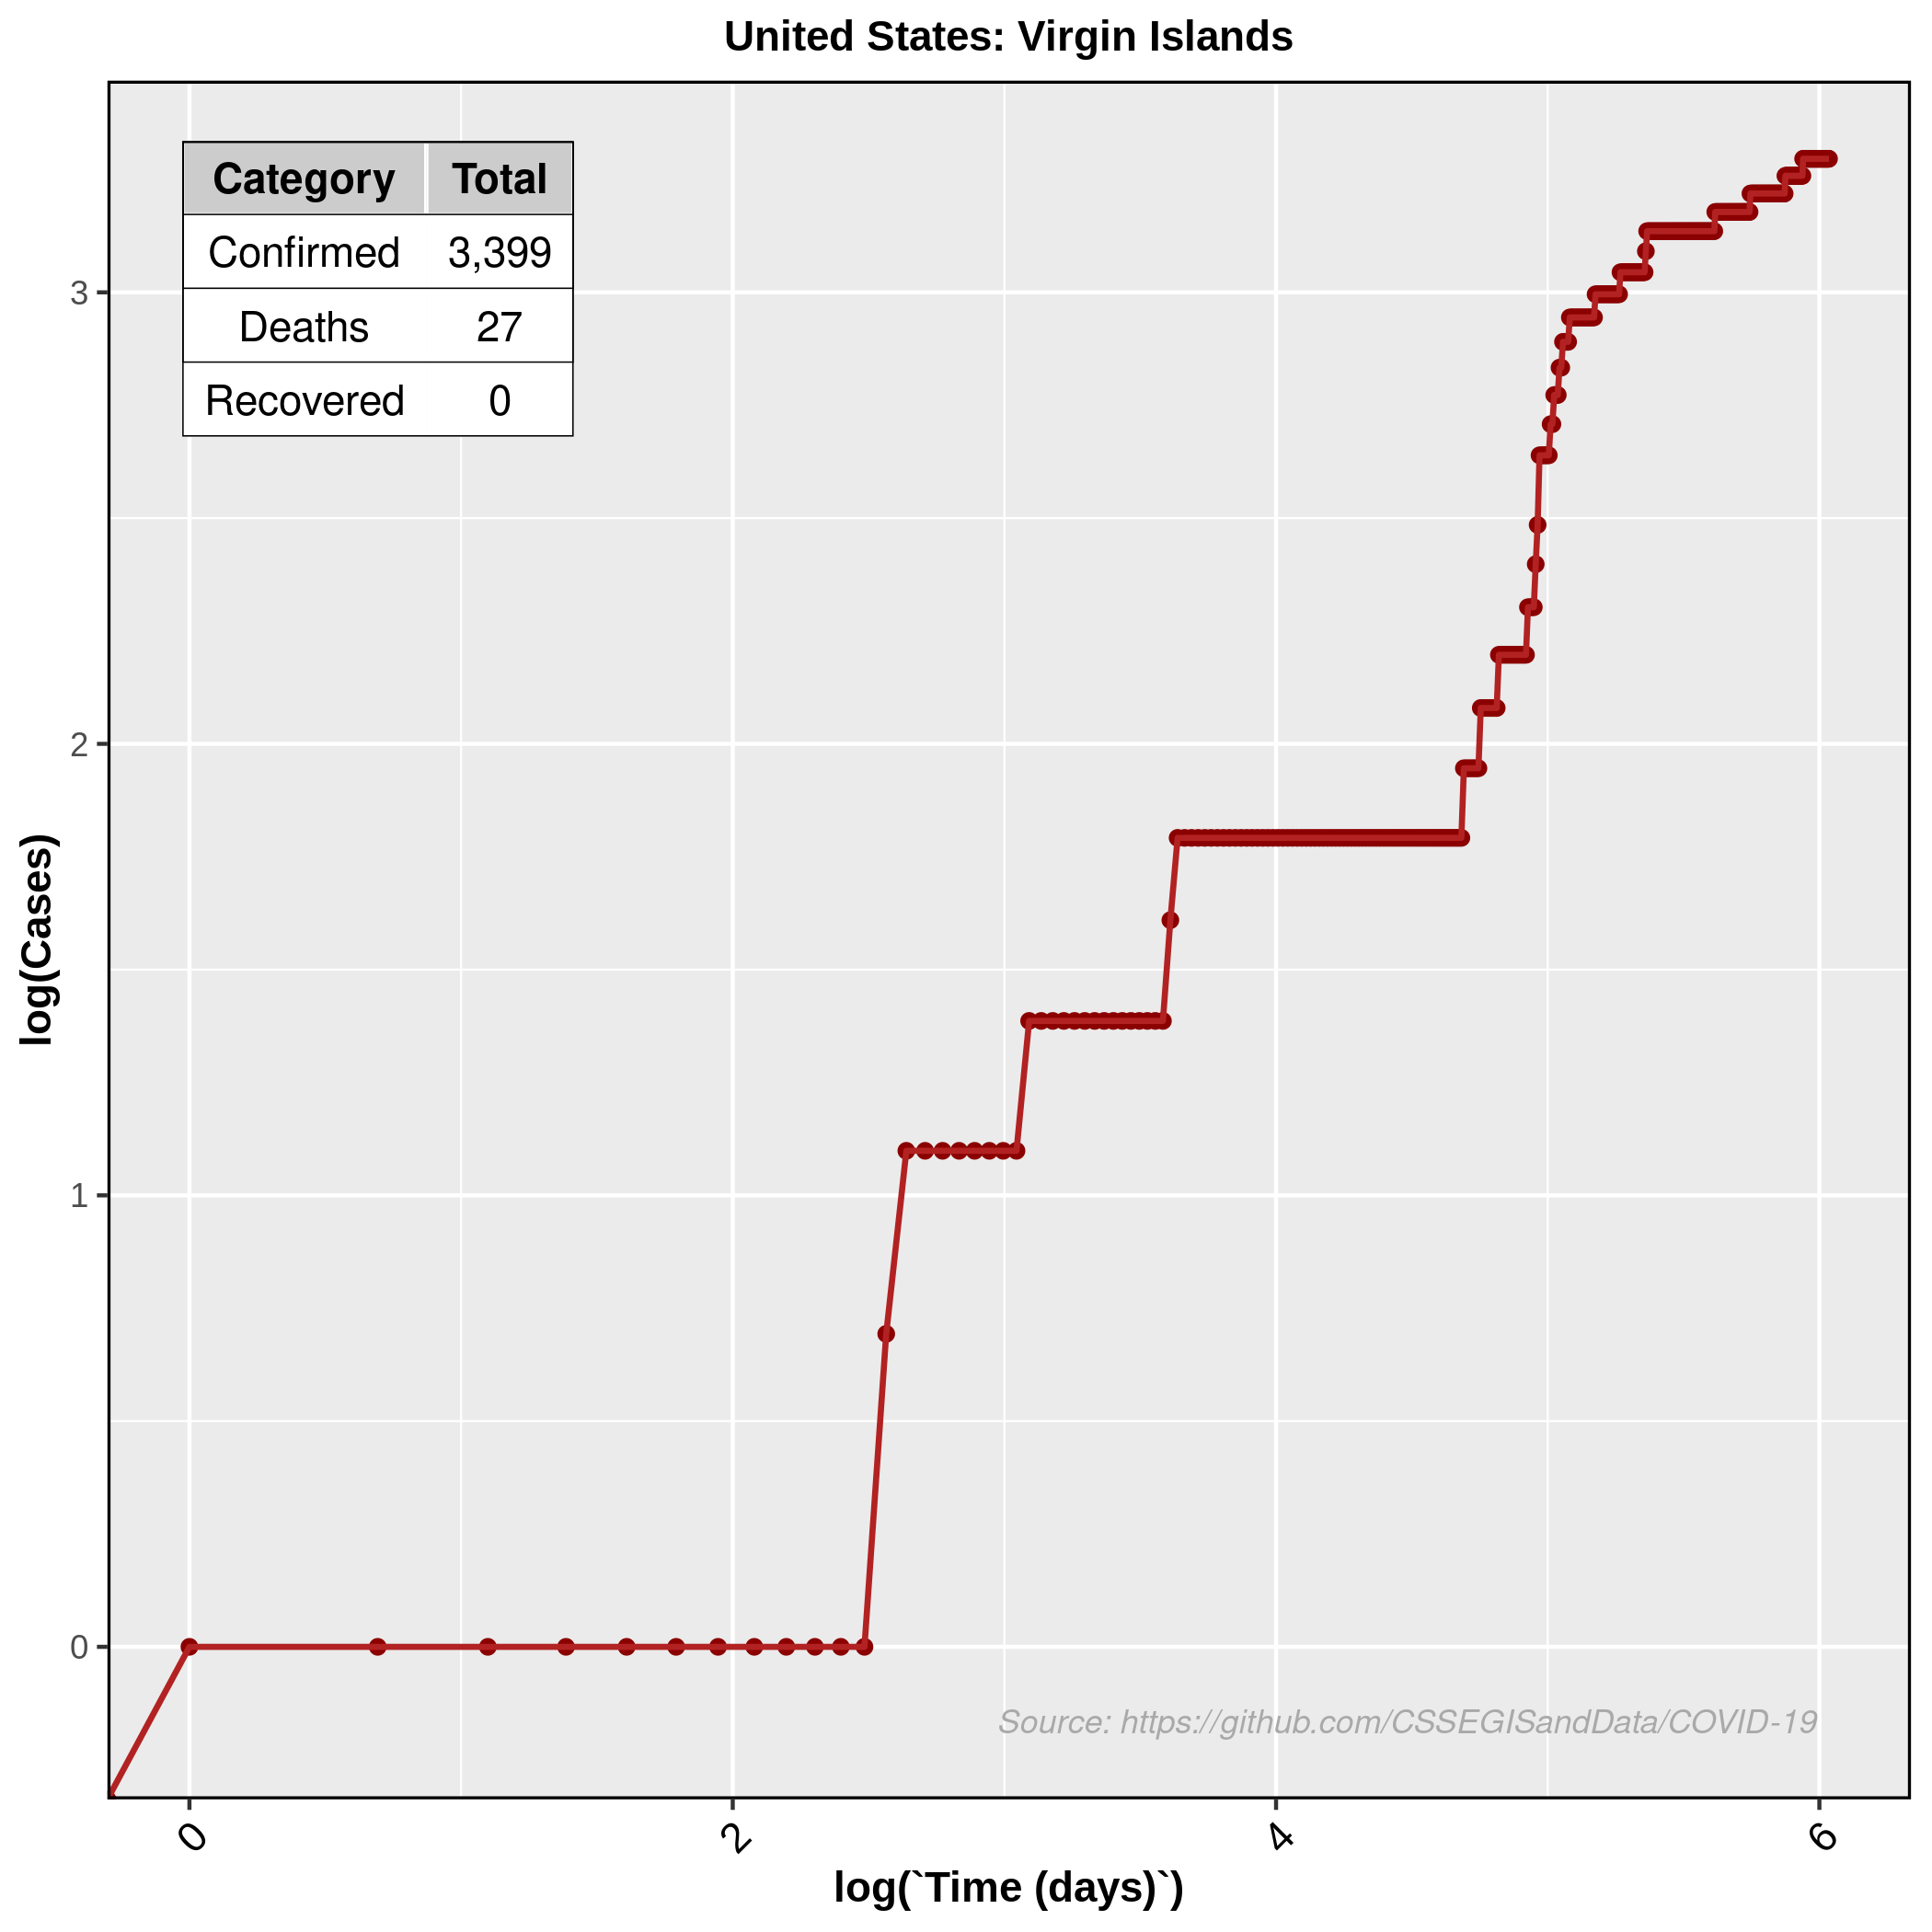 United States: Virgin Islands
Category Total
Confirmed 3,399
Deaths 27
Recovered 0
3
2
1
0
log(Cases)
Source: https://github.com/CSSEGISandData/COVID-19
0 2 4 6
log(`Time (days)`)